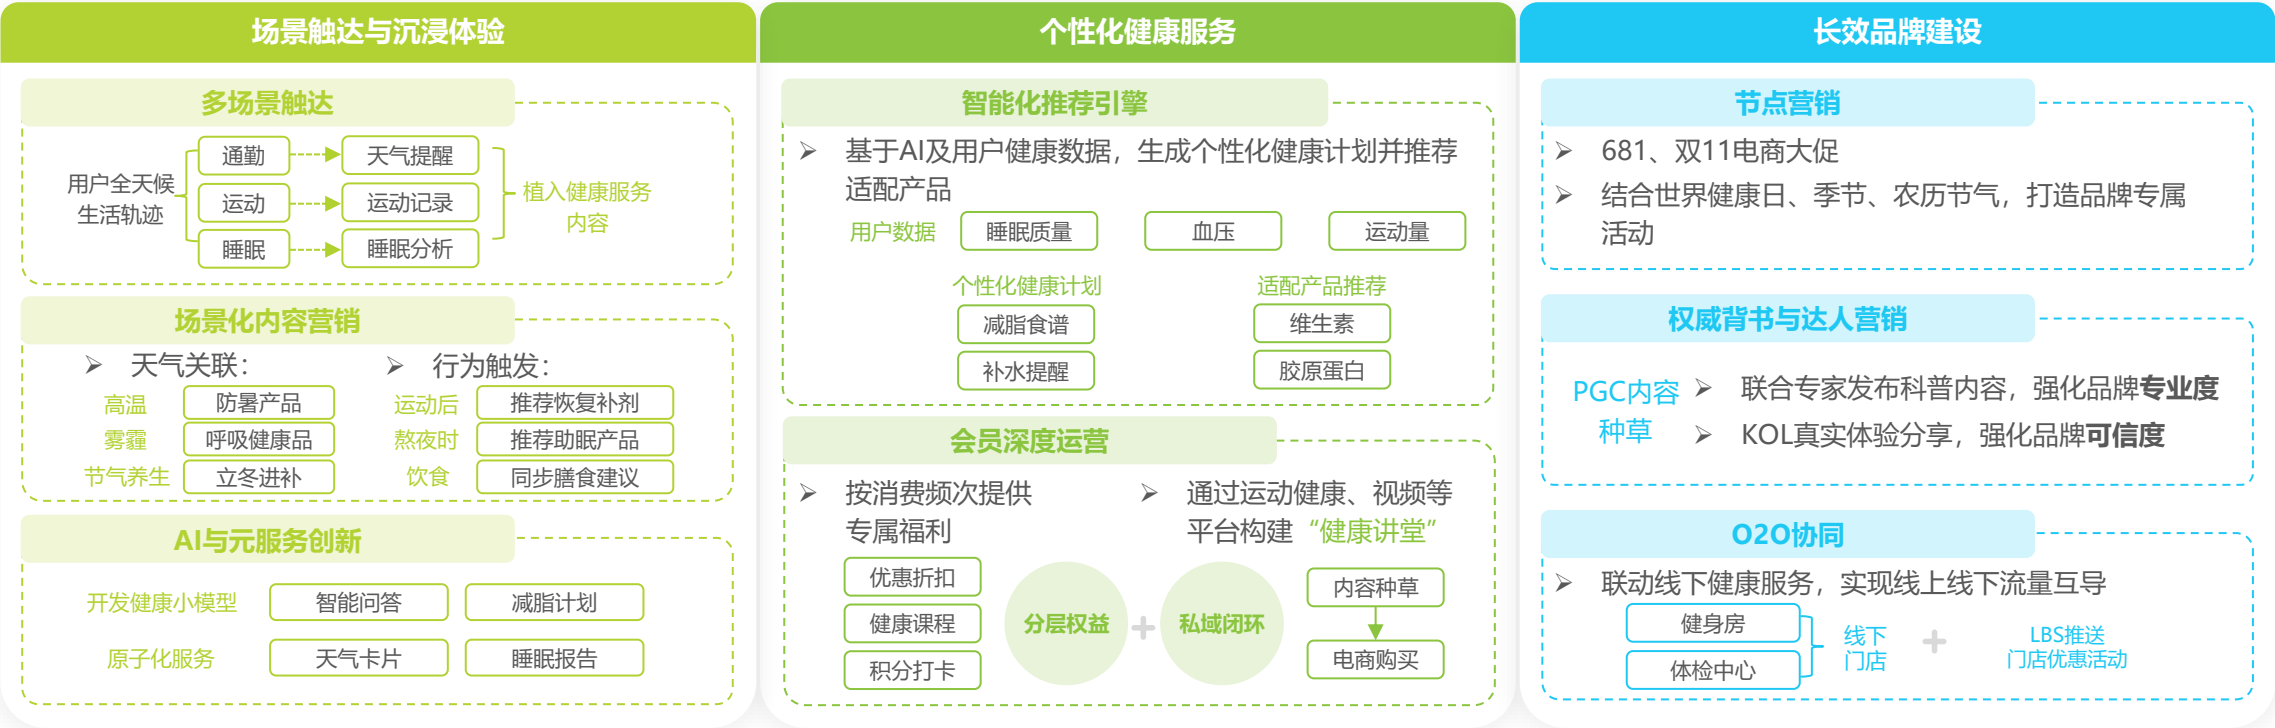 场景触达与沉浸体验
多场景触达
用户全天候
生活轨迹
通勤
天气提醒
运动
运动记录
睡眠
睡眠分析
植入健康服务
内容
场景化内容营销
天气关联：
高温
防暑产品
雾霾
呼吸健康品
节气养生
立冬进补
行为触发：
运动后
推荐恢复补剂
熬夜时
推荐助眠产品
饮食
同步膳食建议
AI与元服务创新
开发健康小模型
智能问答
减脂计划
原子化服务
天气卡片
睡眠报告
个性化健康服务
智能化推荐引擎
基于AI及用户健康数据，生成个性化健康计划并推荐
适配产品
用户数据
睡眠质量
血压
运动量
个性化健康计划
减脂食谱
补水提醒
适配产品推荐
维生素
胶原蛋白
会员深度运营
按消费频次提供
专属福利
优惠折扣
健康课程
积分打卡
分层权益
+
私域闭环
通过运动健康、视频等
平台构建“健康讲堂”
内容种草
电商购买
长效品牌建设
节点营销
681、双11电商大促
结合世界健康日、季节、农历节气，打造品牌专属
活动
权威背书与达人营销
PGC内容
种草
联合专家发布科普内容，强化品牌专业度
KOL真实体验分享，强化品牌可信度
O2O协同
联动线下健康服务，实现线上线下流量互导
健身房
体检中心
线下
门店
+
LBS推送
门店优惠活动